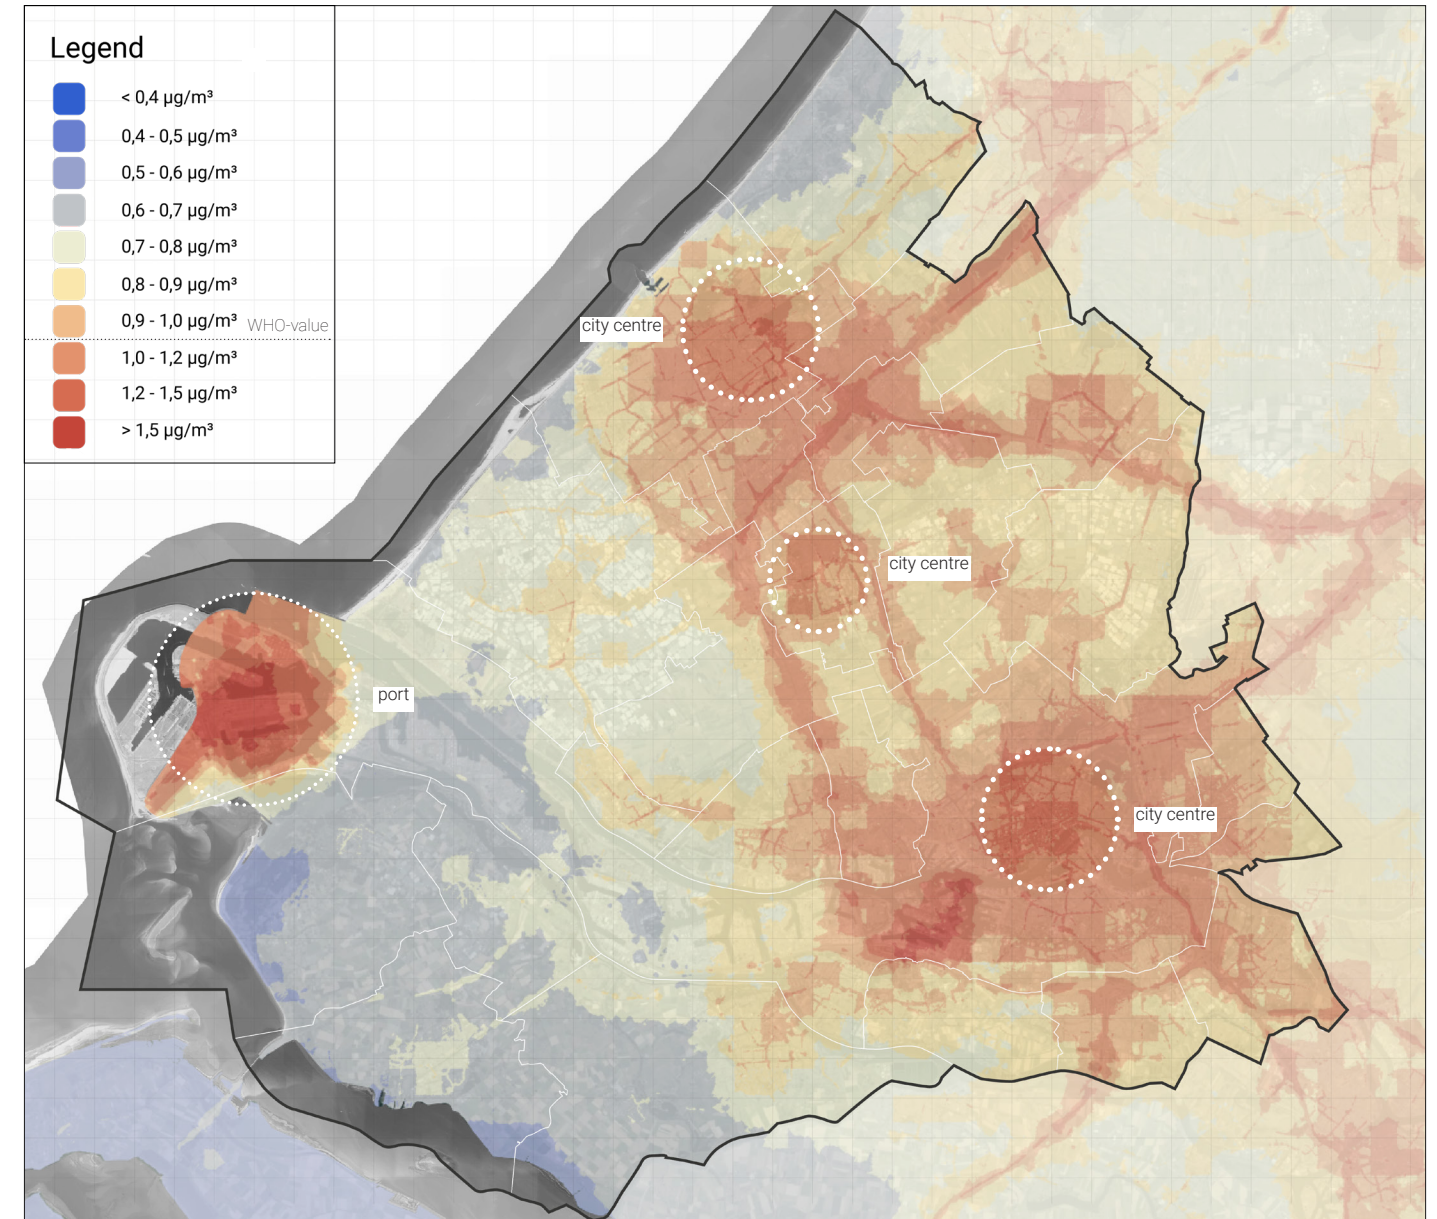 Legend
< 0,4 µg/m³
0,4 - 0,5 µg/m³
0,5 - 0,6 µg/m³
0,6 - 0,7 µg/m³
0,7 - 0,8 µg/m³
0,8 - 0,9 µg/m³
0,9 - 1,0 µg/m³ WHO-value
1,0 - 1,2 µg/m³
1,2 - 1,5 µg/m³
> 1,5 µg/m³
city centre
city centre
port
city centre